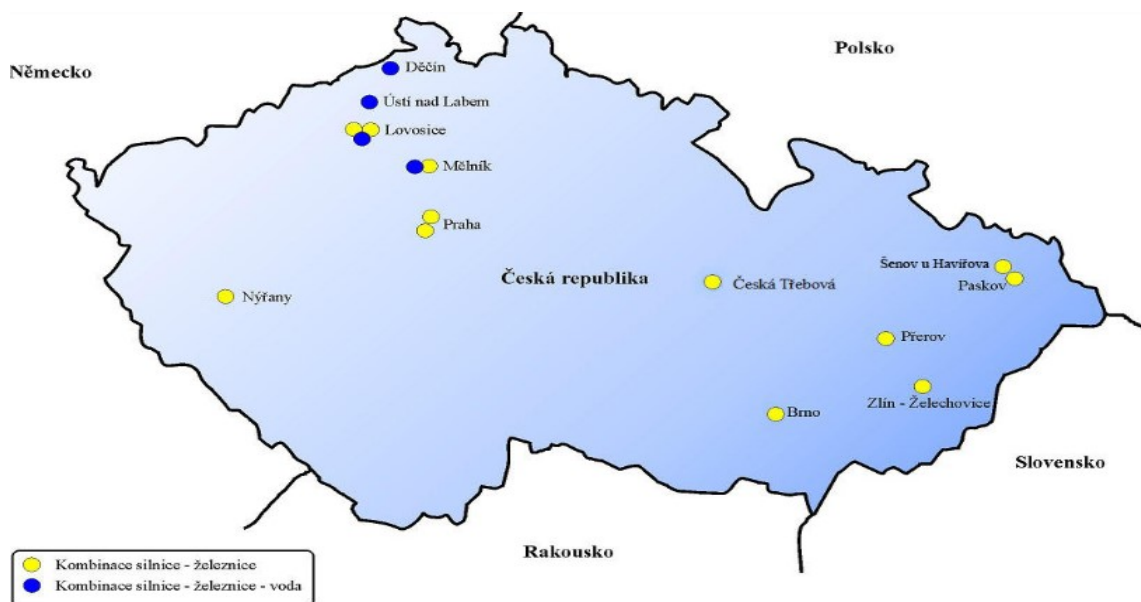 Polsko
Německo
Děčín
Ústí nad Labem
Lovosice
Mělník
Praha
Šenov u Havířova
Česká republika
Česká Třebová
Paskov
Nýřany
Přerov
Zlín - Želechovice
Brno
Slovensko
Rakousko
Kombinace silnice - železnice
Kombinace silnice - železnice - voda